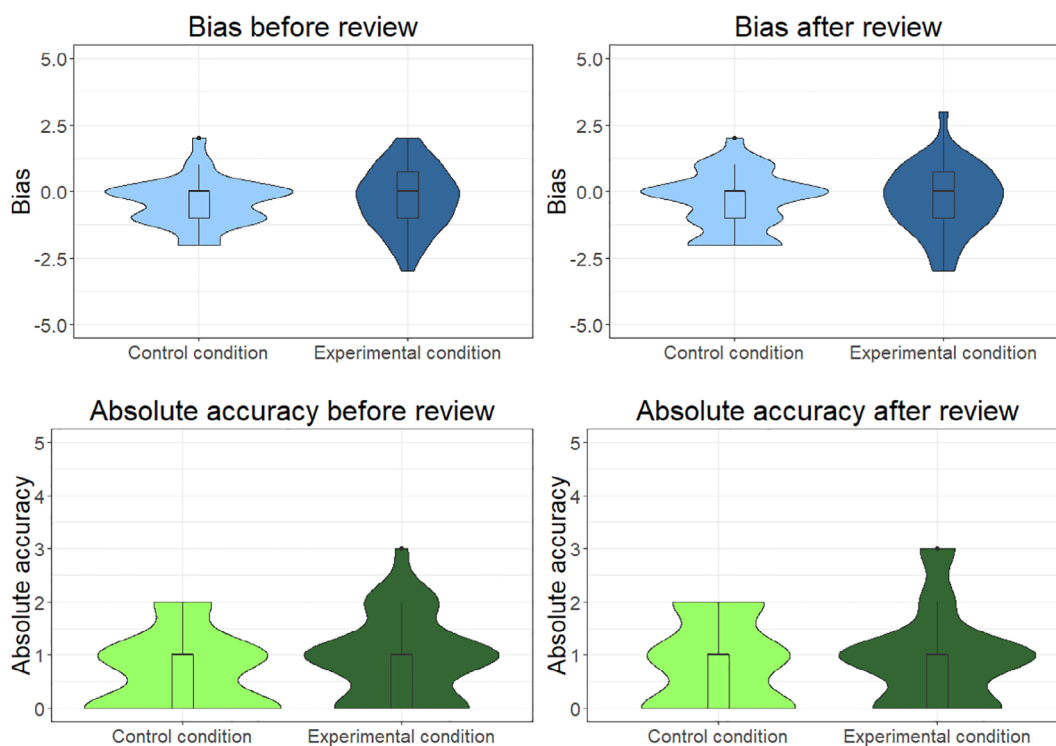 Bias before review
Bias after review
5.0
2.5
0.0
-2.5
-5.0
Bias
Control condition
Experimental condition
5.0
2.5
0.0
-2.5
-5.0
Bias
Control condition
Experimental condition
Absolute accuracy before review
Absolute accuracy after review
5
4
3
2
1
0
Absolute accuracy
Control condition
Experimental condition
5
4
3
2
1
0
Absolute accuracy
Control condition
Experimental condition